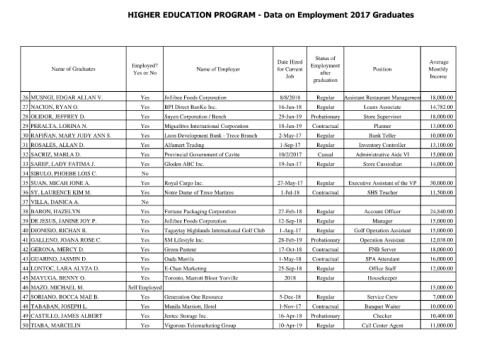 HIGHER EDUCATION PROGRAM - Data on Employment 2017 Graduates
Name of Graduates Employed? Yes or No Name of Employer Date Hired for Current Job Status of Employment after graduation Position Average Monthly Income
26 MUSNGI, EDGAR ALLAN V. Yes Jollibee Foods Corporation 8/8/2016 Regular Assistant Restaurant Management 18,000.00
27 NACION, RYAN O. Yes BPI Direct BanKo Inc. 16-Jun-18 Regular Loans Associate 14,782.00
28 OLIDOR, JEFFREY D. Yes Suyen Corporation / Bench 29-Jun-19 Probationary Store Supervisor 18,000.00
29 PERALTA, LORINA N. Yes Miguelitos International Corporation 18-Jun-19 Contractual Planner 13,000.00
30 RAFIÑAN, MARY JUDY ANN S. Yes Luzon Development Bank - Trece Branch 2-May-17 Regular Bank Teller 10,000.00
31 ROSALES, ALLAN D. Yes Alfamart Trading 1-Sep-17 Regular Inventory Controller 13,100.00
32 SACRIZ, MARLA D. Yes Provincial Government of Cavite 10/2/2017 Casual Administrative Aide VI 15,000.00
33 SAREP, LADY FATIMA J. Yes ABC Inc. 19-Jun-17 Regular Store Custodian 14,000.00
34 SIBULO, PHOEBE LOIS C. No
35 SUAN, MICAH JONE A. Yes Royal Cargo Inc. 27-May-17 Regular Executive Assistant of the VP 30,000.00
36 SY, LAURENCE KIM M. Yes Notre Dame of Trece Martires 1-Jul-18 Contractual SHS Teacher 11,500.00
37 VILLA, DANICA A. No
38 BARON, HAZELYN Yes Fortune Packaging Corporation 27-Feb-18 Regular Account Officer 24,840.00
39 DE JESUS, JANINE JOY P. Yes Jollibee Foods Corporation 12-Sep-18 Regular Manager 25,000.00
40 DIONISIO, RICHAN B. Yes Tagaytay Highlands International Golf Club 1-Aug-17 Regular Golf Operation Assistant 15,000.00
41 GALLENO, JOANA ROSE C. Yes SM Lifestyle Inc. 28-Feb-19 Probationary Operation Assistant 12,038.00
42 GERONA, MERCY D. Yes Green Pasture 17-Oct-18 Contractual FNB Server 18,000.00
43 GUARINO, JASMIN D. Yes Manila 1-May-18 Contractual SPA Attendant 16,000.00
44 LONTOC, LARA ALYZA D. Yes E-Chan Marketing 25-Sep-18 Regular Office Staff 12,000.00
45 MAYUGA, BENNY O. Yes Toronto, Marrott Bloor Yorville 2018 Regular Housekeeper
46 MAZO, MICHAEL M. Self Employed 15,000.00
47 SORIANO, ROCCA MAE B. Yes Generation One Resource 5-Dec-18 Regular Service Crew 7,000.00
48 TABABAN, JOSEPH L. Yes Manila Marriott, Hotel 1-Nov-17 Contractual Banquet Waiter 10,000.00
49 CASTILLO, JAMES ALBERT Yes Jentec Storage Inc. 16-Apr-19 Probationary Checker 10,400.00
50 TIABA, MARCELIN Yes Vigorous Telemarketing Group 10-Apr-19 Regular Call Center Agent 11,000.00